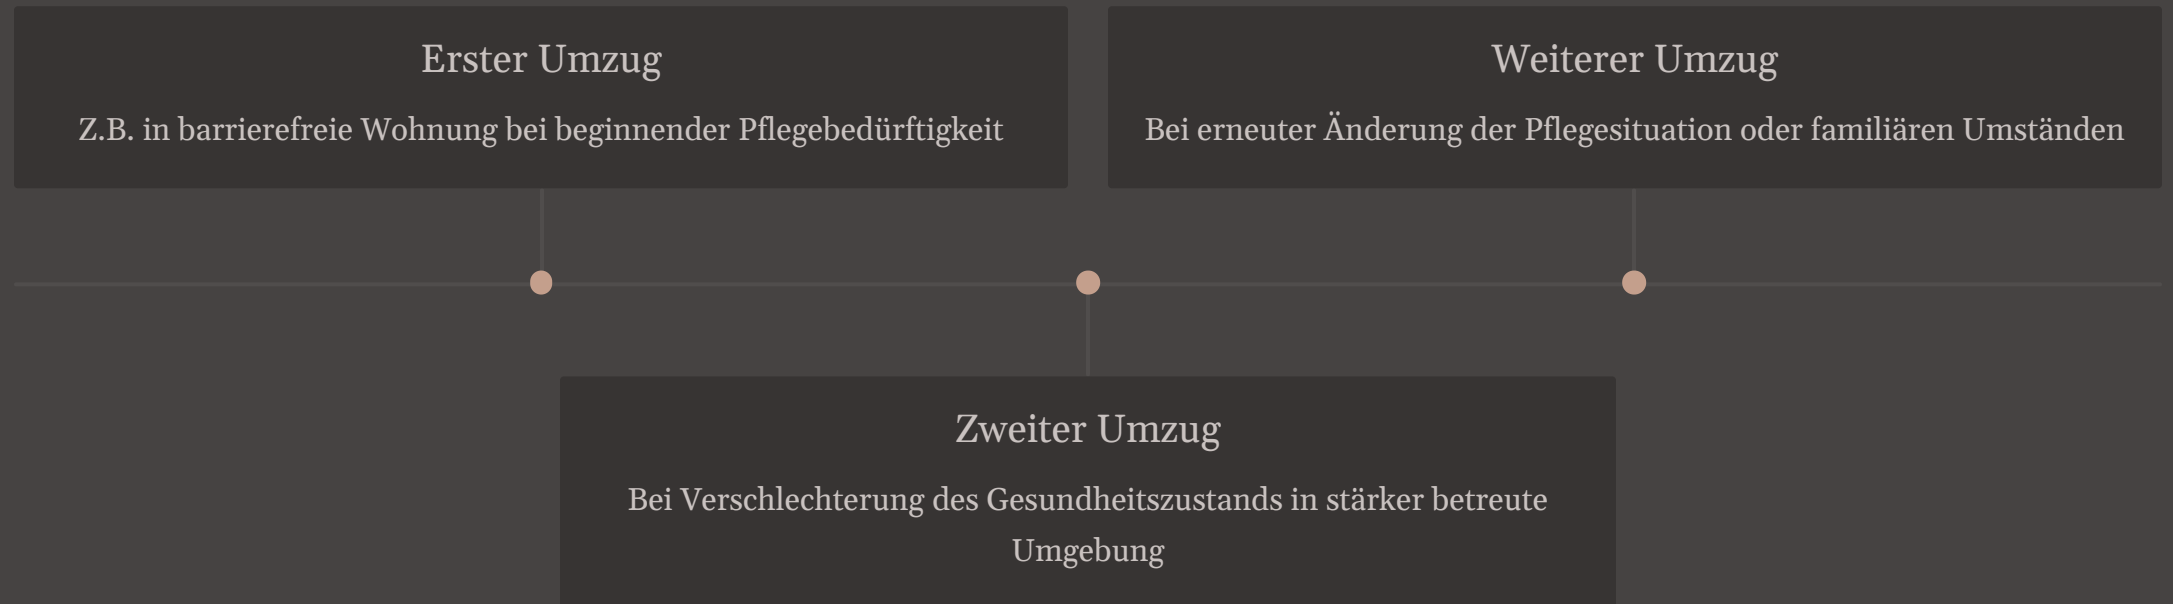 Erster Umzug
Z.B. in barrierefreie Wohnung bei beginnender Pflegebedürftigkeit
Zweiter Umzug
Bei Verschlechterung des Gesundheitszustands in stärker betreute
Umgebung
Weiterer Umzug
Bei erneuter Änderung der Pflegesituation oder familiären Umständen